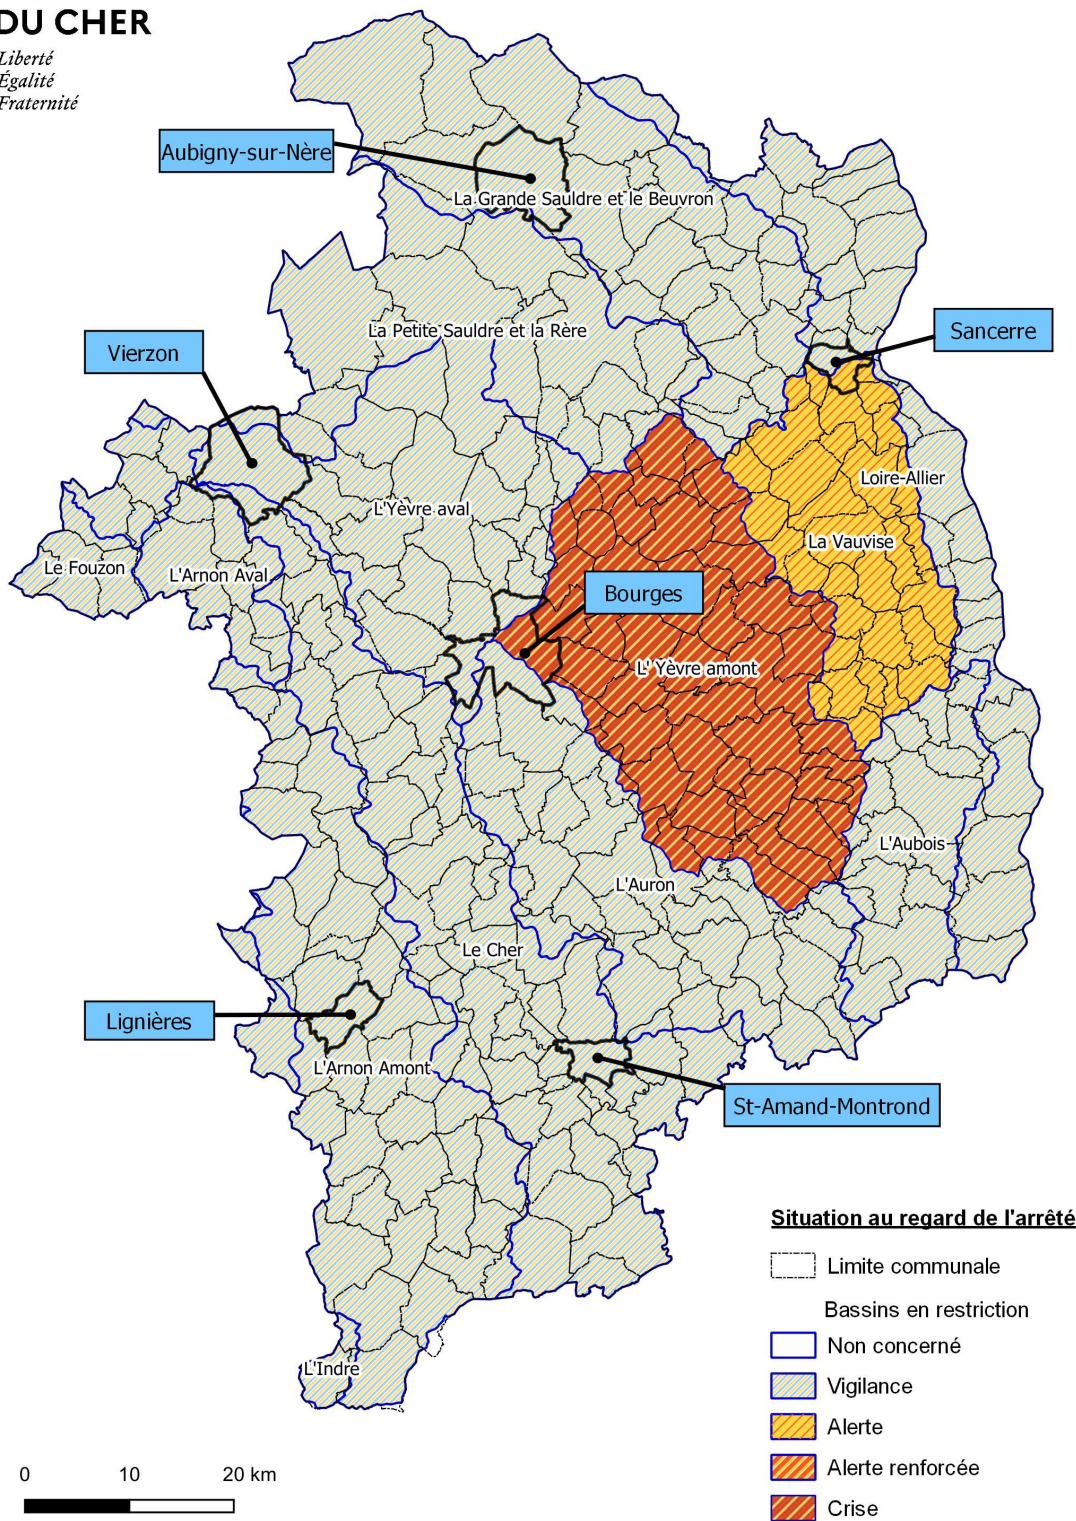 DU CHER
Liberté
Égalité
Fraternité
Aubigny-sur-Nère
La Grande Sauldre et le Beuvron
Sancerre
La Petite Sauldre et la Rère
Vierzon
Loire-Allier
L'Yèvre aval
La Vauvise
Le Fouzon
L'Arnon Aval
Bourges
L' Yèvre amont
L'Aubois
L'Auron
Le Cher
Lignières
L'Arnon Amont
St-Amand-Montrond
L'Indre
Situation au regard de l'arrêté
Limite communale
Bassins en restriction
Non concerné
Vigilance
Alerte
Alerte renforcée
Crise
0 10 20 km